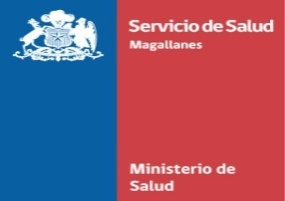 Servicio de Salud
Magallanes
Ministerio de
Salud